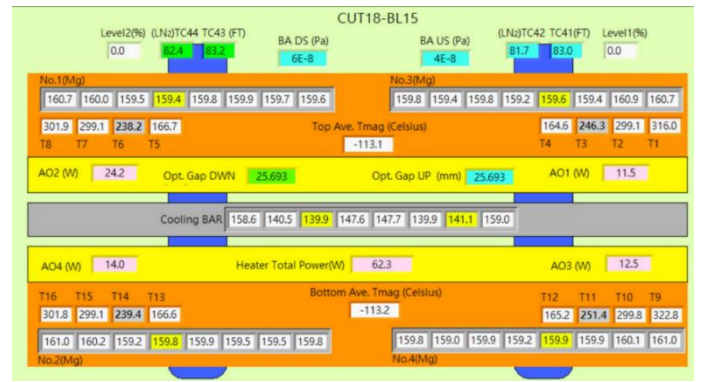 CUT18-BL15
Level2(%) (LN2)TC44 TC43 (FT) BA DS (Pa) BA US (Pa) (LN2)TC42 TC41(FT) Level1(%)
0.0 82.4 83.2 6E-8 4E-8 81.7 83.0 0.0
No.1(Mg) No.3(Mg)
160.7 160.0 159.5 159.4 159.8 159.9 159.7 159.6 159.8 159.4 159.8 159.2 159.6 159.4 160.9 160.7
301.9 299.1 238.2 166.7 Top Ave. Tmag (Celsius) 164.6 246.3 299.1 316.0
T8 T7 T6 T5 -113.1 T4 T3 T2 T1
AO2 (W) 24.2 Opt. Gap DWN 25.693 Opt. Gap UP (mm) 25.693 AO1 (W) 11.5
Cooling BAR 158.6 140.5 139.9 147.6 147.7 139.9 141.1 159.0
AO4 (W) 14.0 Heater Total Power(W) 62.3 AO3 (W) 12.5
T16 T15 T14 T13 Bottom Ave. Tmag (Celsius) T12 T11 T10 T9
301.8 299.1 239.4 166.6 -113.2 165.2 251.4 299.8 322.8
161.0 160.2 159.2 159.8 159.9 159.5 159.5 159.8 159.8 159.0 159.9 159.2 159.9 159.9 160.1 161.0
No.2(Mg) No.4(Mg)